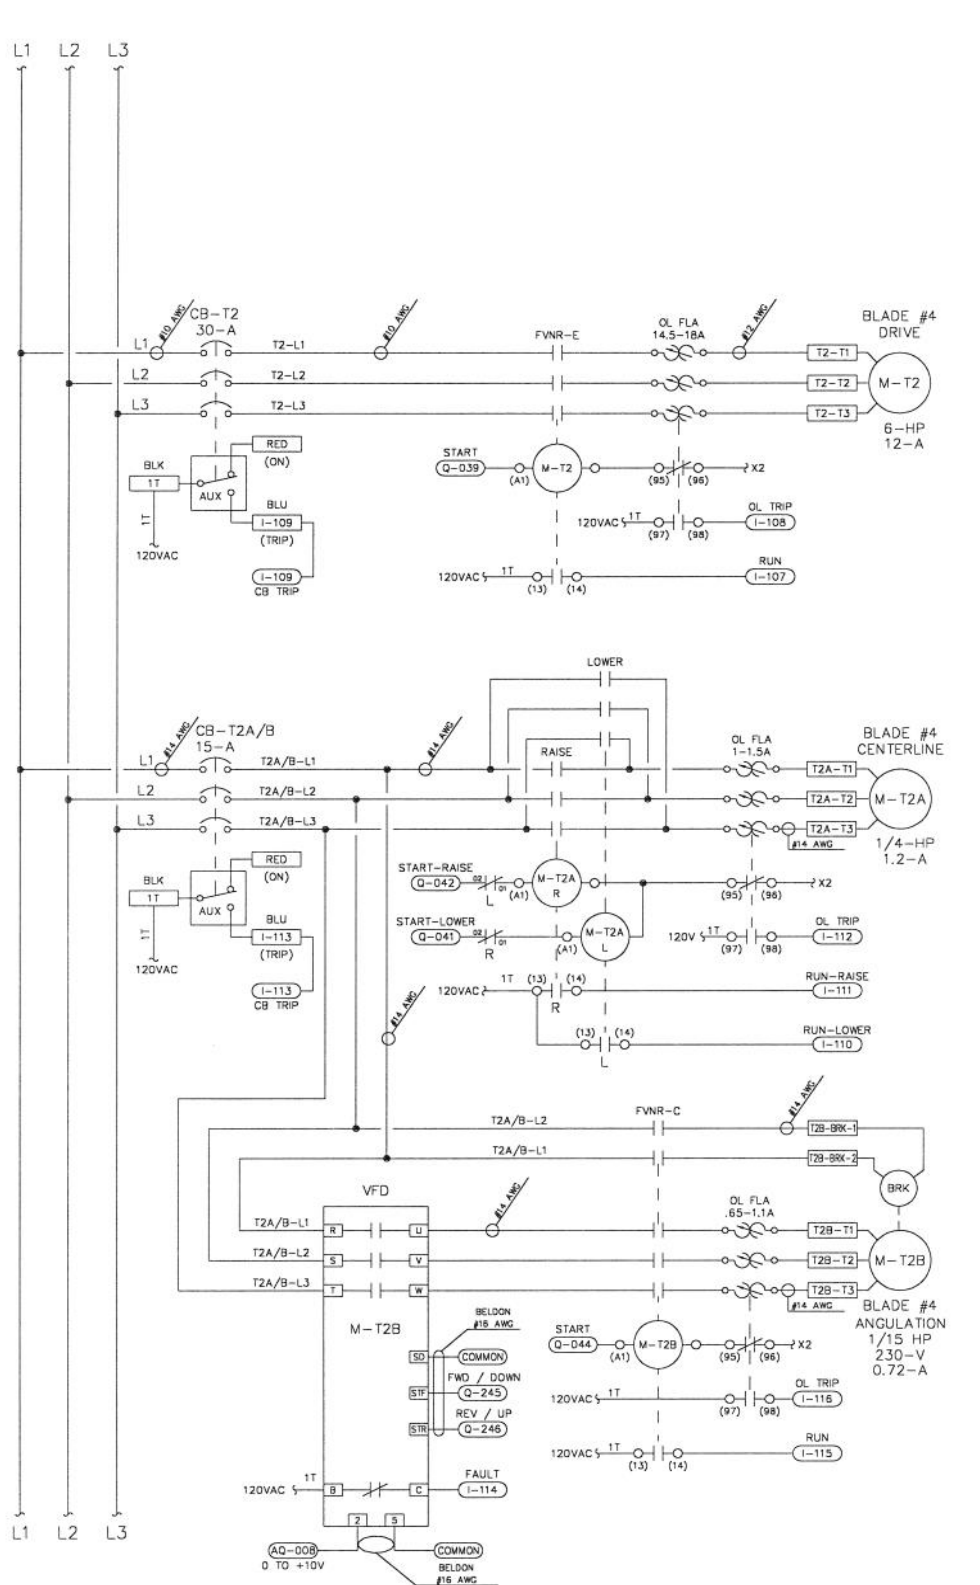 L1 L2 L3
#10 AWG
CB-T2
30-A
#10 AWG
FVNR-E
OL FLA
14.5-18A
#12 AWG
BLADE #4
DRIVE
L1
T2-L1
T2-T1
L2
T2-L2
T2-T2
M-T2
L3
T2-L3
T2-T3
6-HP
12-A
RED
(ON)
BLK
1T
AUX
BLU
I-109
(TRIP)
1T
120VAC
I-109
CB TRIP
START
Q-039
(A1)
M-T2
(95)
(96)
X2
120VAC
1T
(97)
(98)
OL TRIP
I-108
120VAC
1T
(13)
(14)
RUN
I-107
LOWER
#14 AWG
CB-T2A/B
15-A
#14 AWG
RAISE
OL FLA
1-1.5A
BLADE #4
CENTERLINE
L1
T2A/B-L1
T2A-T1
L2
T2A/B-L2
T2A-T2
M-T2A
L3
T2A/B-L3
T2A-T3
#14 AWG
1/4-HP
1.2-A
RED
(ON)
BLK
1T
AUX
BLU
I-113
(TRIP)
1T
120VAC
I-113
CB TRIP
START-RAISE
Q-042
02
01
L
(A1)
M-T2A
R
(95)
(96)
X2
START-LOWER
Q-041
02
01
R
(A1)
M-T2A
L
120V
1T
(97)
(98)
OL TRIP
I-112
120VAC
1T
(13)
(14)
R
RUN-RAISE
I-111
#14 AWG
(13)
(14)
L
RUN-LOWER
I-110
T2A/B-L2
FVNR-C
#14 AWG
T2B-BRK-1
T2A/B-L1
T2B-BRK-2
BRK
VFD
#14 AWG
OL FLA
.65-1.1A
T2A/B-L1
R
U
T2B-T1
T2A/B-L2
S
V
T2B-T2
M-T2B
T2A/B-L3
T
W
T2B-T3
#14 AWG
BLADE #4
ANGULATION
1/15 HP
230-V
0.72-A
M-T2B
BELDON
#16 AWG
SD
COMMON
FWD / DOWN
STF
Q-245
REV / UP
STR
Q-246
START
Q-044
(A1)
M-T2B
(95)
(96)
X2
120VAC
1T
(97)
(98)
OL TRIP
I-116
120VAC
1T
(13)
(14)
RUN
I-115
120VAC
1T
B
C
FAULT
I-114
2
5
AQ-008
0 TO +10V
COMMON
BELDON
#16 AWG
L1 L2 L3